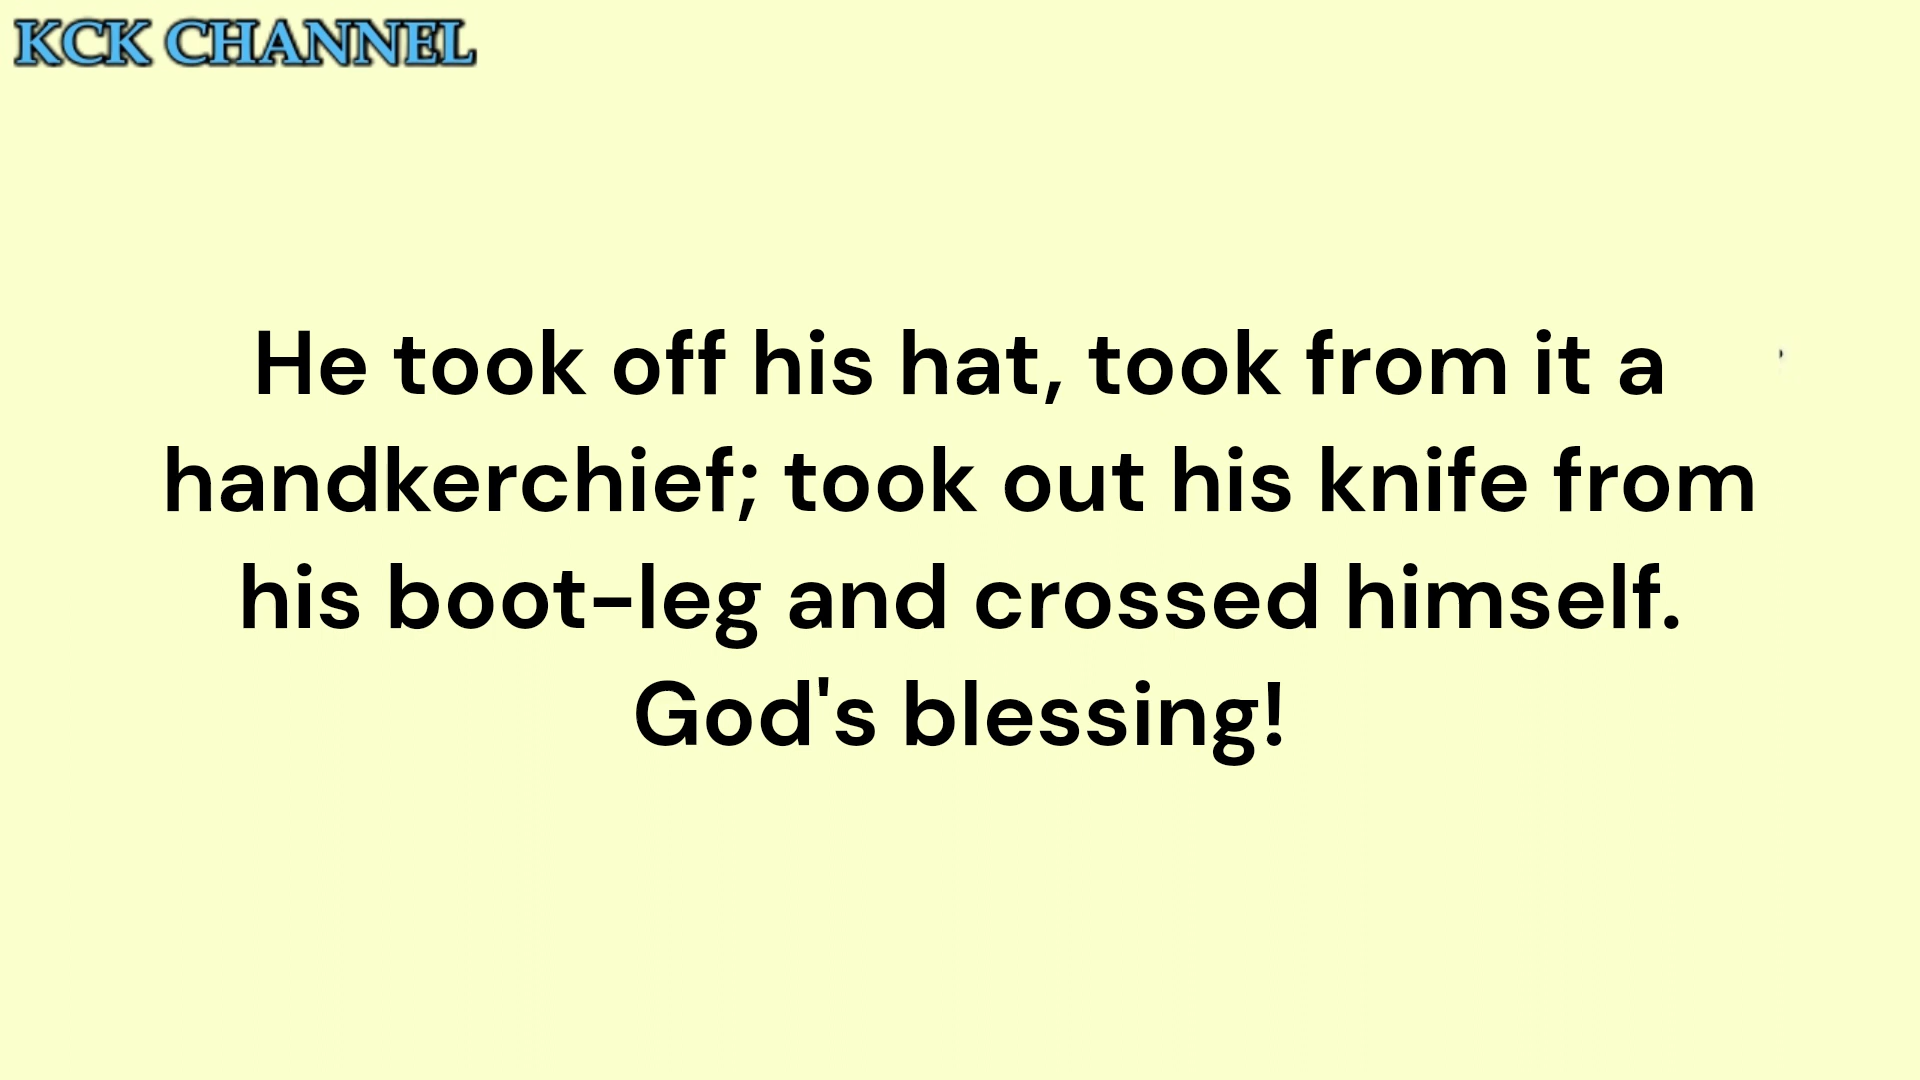 KCK CHANNEL
He took off his hat, took from it a
handkerchief; took out his knife from
his boot-leg and crossed himself.
God's blessing!